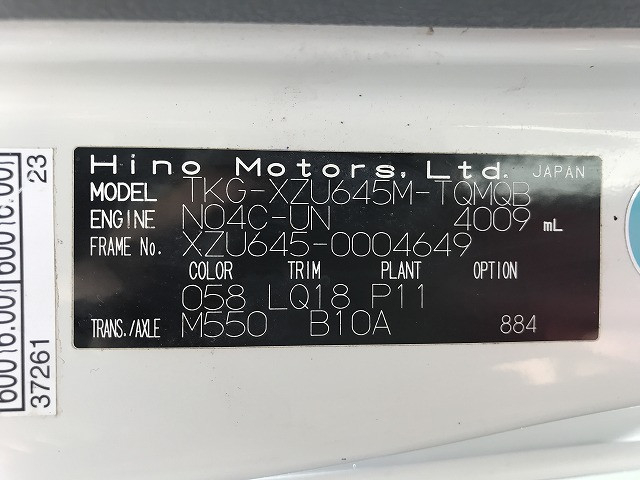 Hino Motors, Ltd. JAPAN
MODEL TKG-XZU645M-TQMQB
ENGINE N04C-UN 4009 mL
FRAME No. XZU645-0004649
COLOR TRIM PLANT OPTION
058 LQ18 P11
TRANS./AXLE M550 B10A 884
23
37261